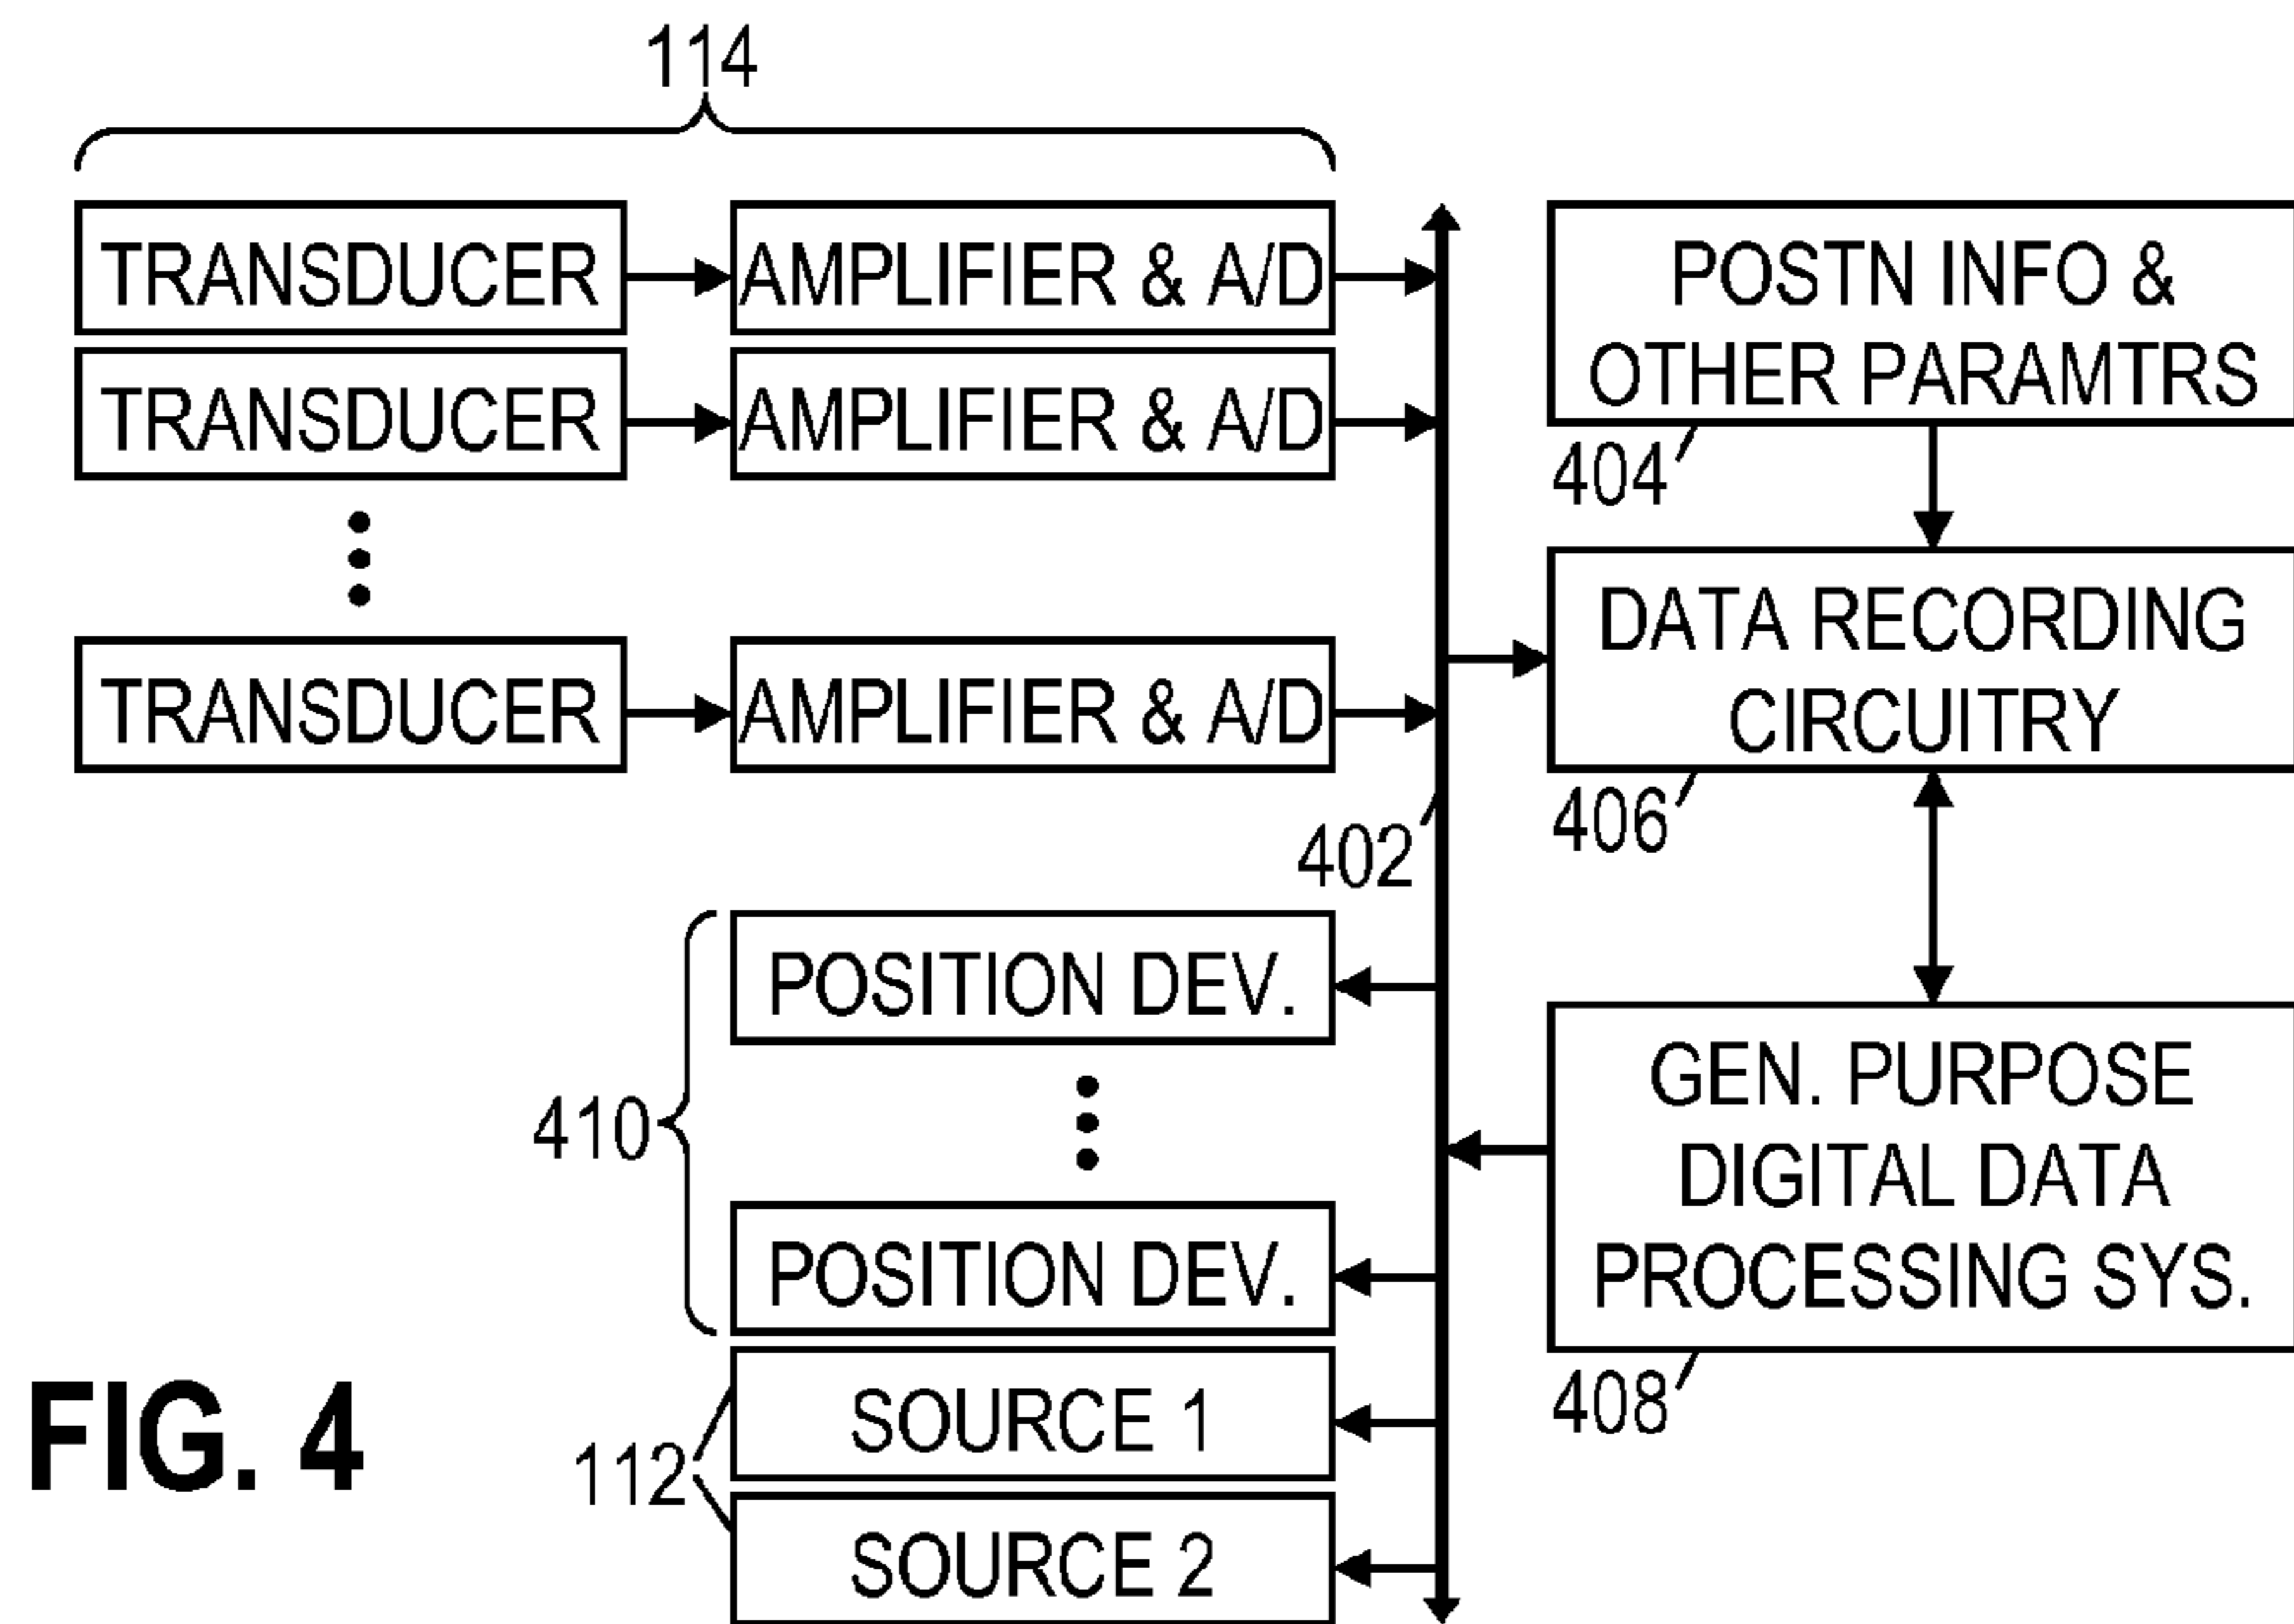 114
TRANSDUCER
AMPLIFIER & A/D
TRANSDUCER
AMPLIFIER & A/D
TRANSDUCER
AMPLIFIER & A/D
POSTN INFO &
OTHER PARAMTRS
404
DATA RECORDING
CIRCUITRY
406
402
POSITION DEV.
410
POSITION DEV.
GEN. PURPOSE
DIGITAL DATA
PROCESSING SYS.
408
SOURCE 1
112
SOURCE 2
FIG. 4